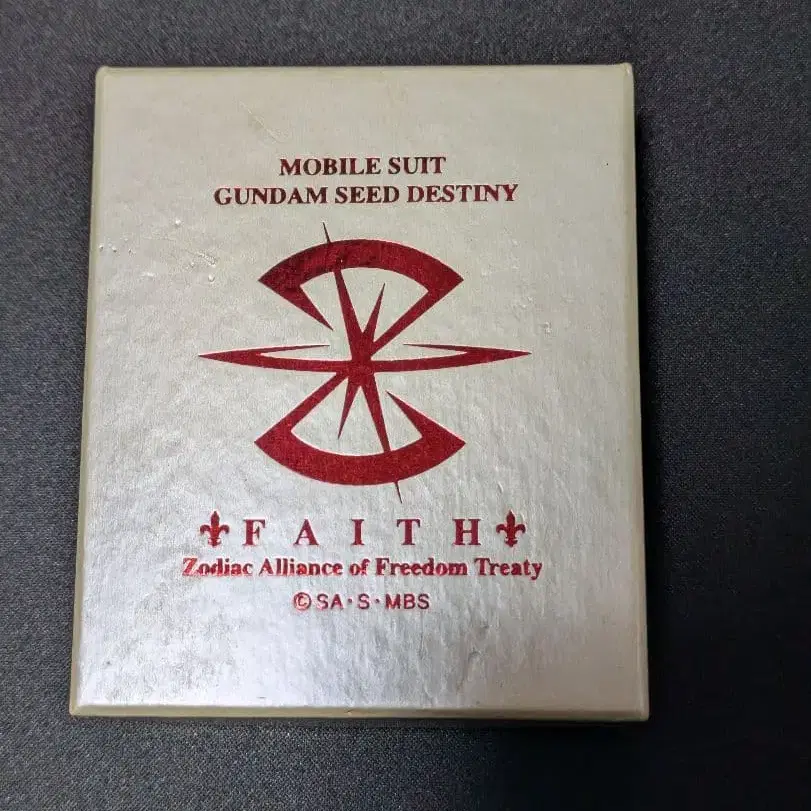 MOBILE SUIT
GUNDAM SEED DESTINY
FAITH
Zodiac Alliance of Freedom Treaty
©SA・S・MBS